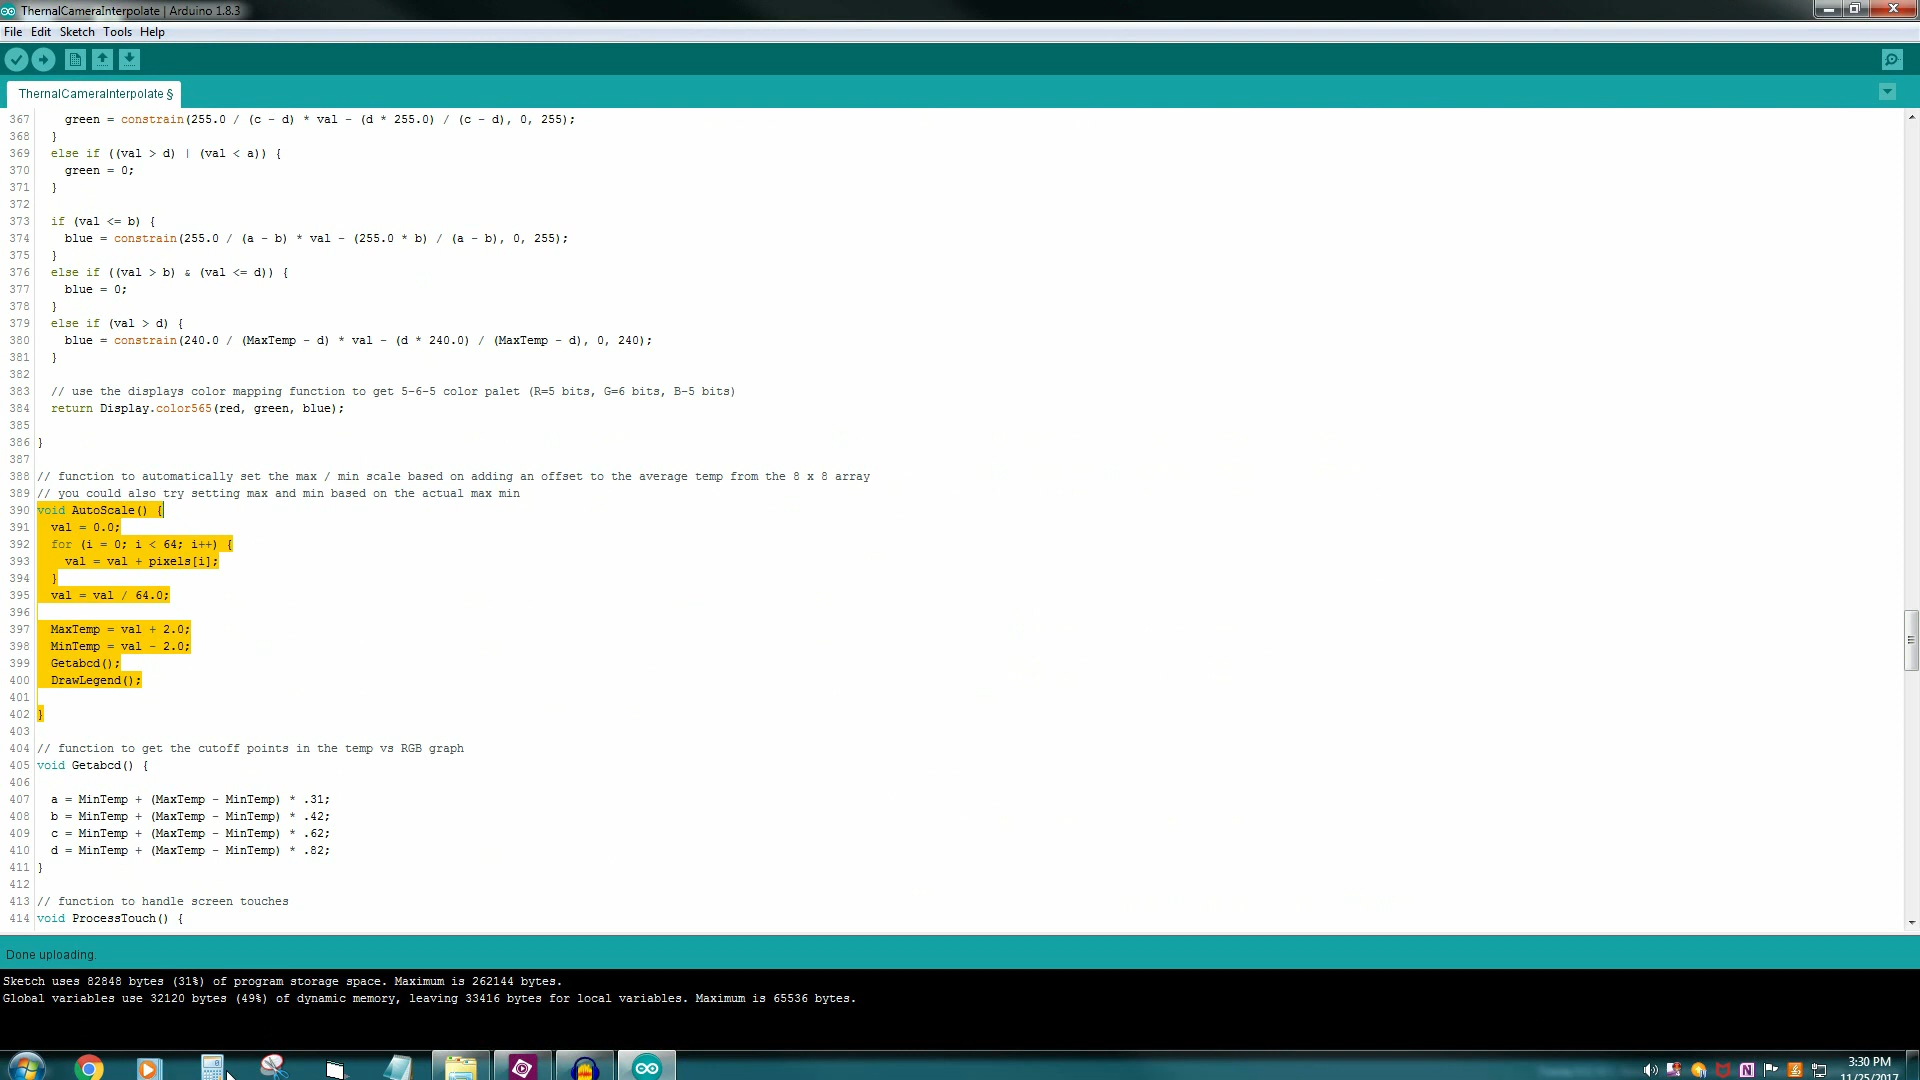 ThernalCameraInterpolate | Arduino 1.8.3
File Edit Sketch Tools Help
ThernalCameraInterpolate §
367 green = constrain(255.0 / (c - d) * val - (d * 255.0) / (c - d), 0, 255);
368 }
369 else if ((val > d) | (val < a)) {
370 green = 0;
371 }
372
373 if (val <= b) {
374 blue = constrain(255.0 / (a - b) * val - (255.0 * b) / (a - b), 0, 255);
375 }
376 else if ((val > b) & (val <= d)) {
377 blue = 0;
378 }
379 else if (val > d) {
380 blue = constrain(240.0 / (MaxTemp - d) * val - (d * 240.0) / (MaxTemp - d), 0, 240);
381 }
382
383 // use the displays color mapping function to get 5-6-5 color palet (R=5 bits, G=6 bits, B-5 bits)
384 return Display.color565(red, green, blue);
385
386 }
387
388 // function to automatically set the max / min scale based on adding an offset to the average temp from the 8 x 8 array
389 // you could also try setting max and min based on the actual max min
390 void AutoScale() {
391 val = 0.0;
392 for (i = 0; i < 64; i++) {
393 val = val + pixels[i];
394 }
395 val = val / 64.0;
396
397 MaxTemp = val + 2.0;
398 MinTemp = val - 2.0;
399 Getabcd();
400 DrawLegend();
401
402 }
403
404 // function to get the cutoff points in the temp vs RGB graph
405 void Getabcd() {
406
407 a = MinTemp + (MaxTemp - MinTemp) * .31;
408 b = MinTemp + (MaxTemp - MinTemp) * .42;
409 c = MinTemp + (MaxTemp - MinTemp) * .62;
410 d = MinTemp + (MaxTemp - MinTemp) * .82;
411 }
412
413 // function to handle screen touches
414 void ProcessTouch() {
Done uploading.
Sketch uses 82848 bytes (31%) of program storage space. Maximum is 262144 bytes.
Global variables use 32120 bytes (49%) of dynamic memory, leaving 33416 bytes for local variables. Maximum is 65536 bytes.
3:30 PM
11/25/2017